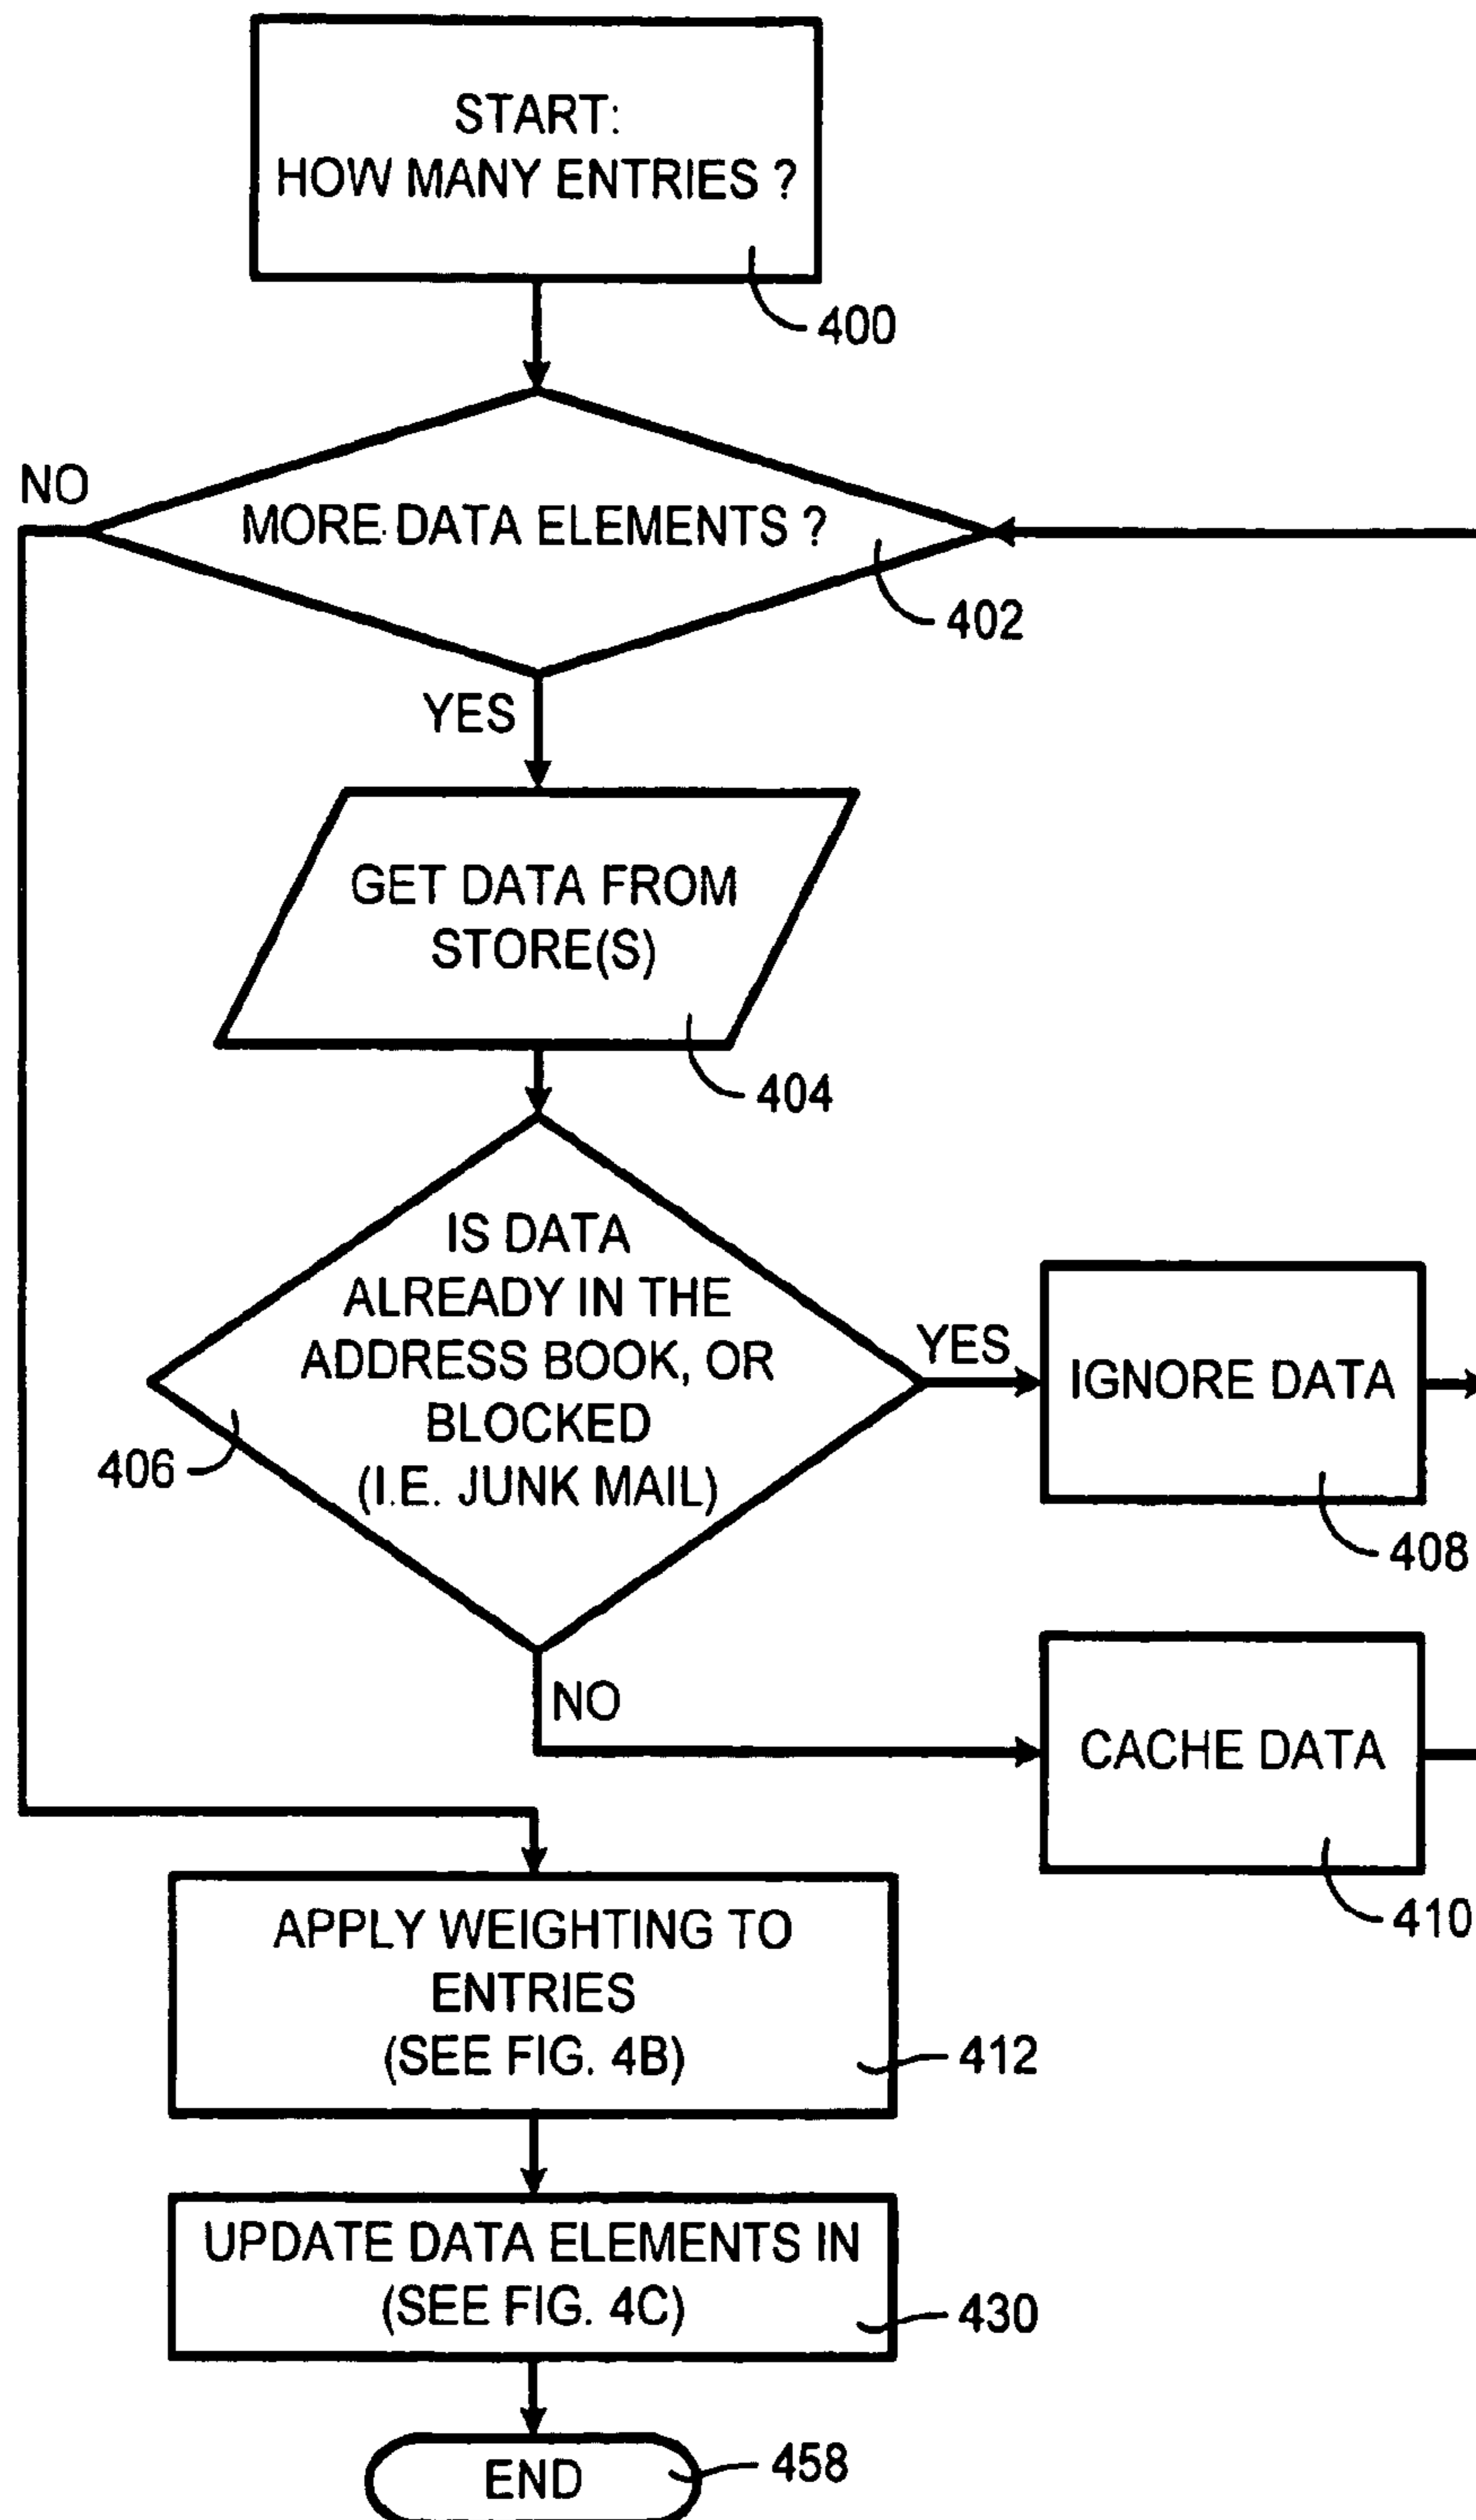 START:
HOW MANY ENTRIES ?
400
NO
MORE DATA ELEMENTS ?
402
YES
GET DATA FROM
STORE(S)
404
IS DATA
ALREADY IN THE
ADDRESS BOOK, OR
BLOCKED
(I.E. JUNK MAIL)
406
YES
IGNORE DATA
408
NO
CACHE DATA
410
APPLY WEIGHTING TO
ENTRIES
(SEE FIG. 4B)
412
UPDATE DATA ELEMENTS IN
(SEE FIG. 4C)
430
END
458